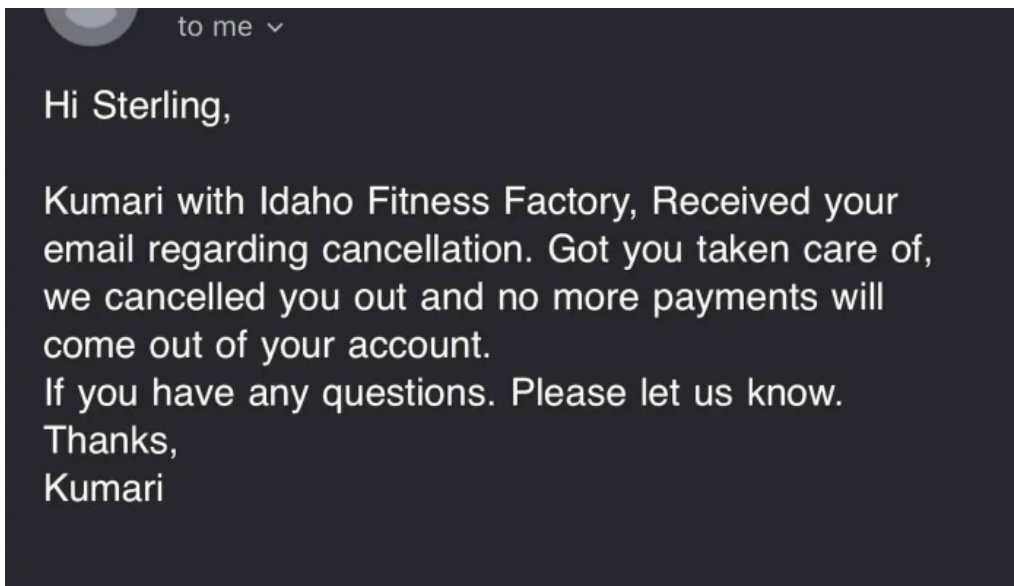 to me
Hi Sterling,
Kumari with Idaho Fitness Factory, Received your
email regarding cancellation. Got you taken care of,
we cancelled you out and no more payments will
come out of your account.
If you have any questions. Please let us know.
Thanks,
Kumari